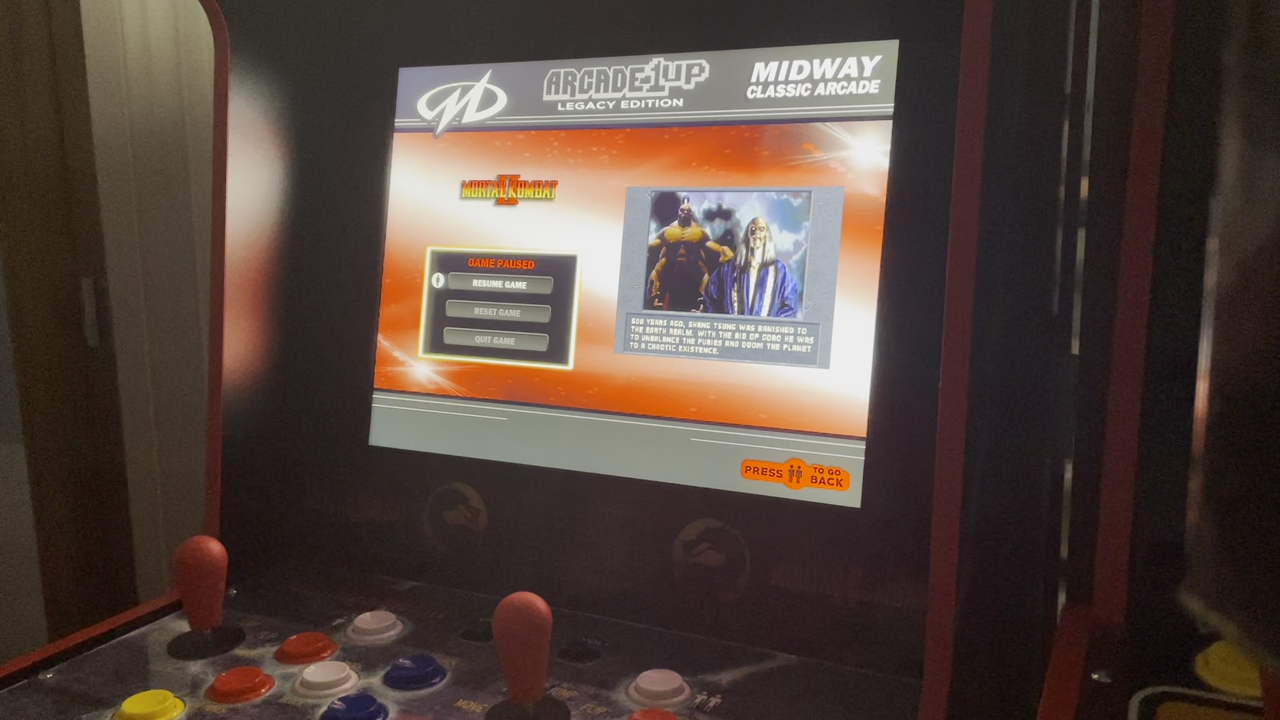 ARCADE1UP
LEGACY EDITION
MIDWAY
CLASSIC ARCADE
MORTAL KOMBAT
II
GAME PAUSED
RESUME GAME
RESET GAME
QUIT GAME
500 YEARS AGO, SHANG TSUNG WAS BANISHED TO
THE EARTH REALM. WITH THE AID OF GORO HE WAS
TO UNBALANCE THE FURIES AND DOOM THE PLANET
TO A CHAOTIC EXISTENCE.
PRESS TO GO
BACK